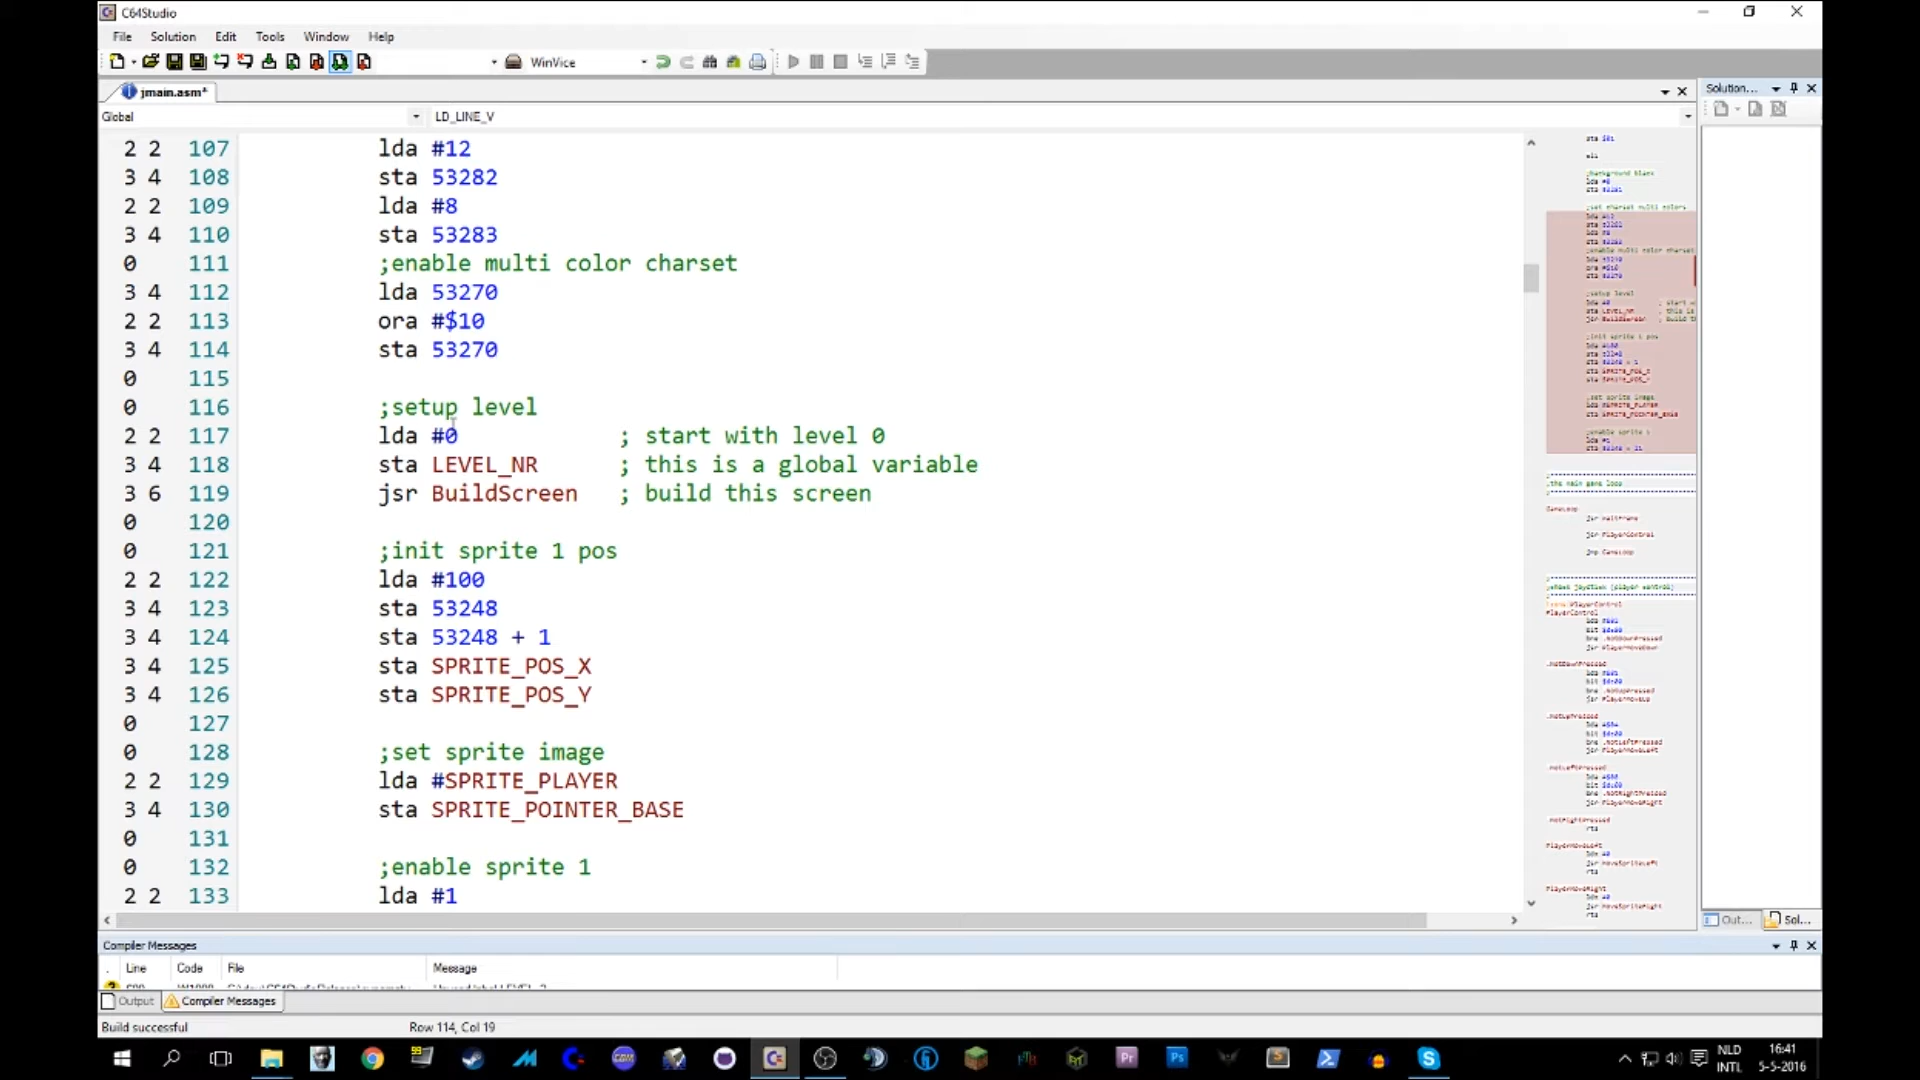 C64Studio
File Solution Edit Tools Window Help
WinVice
jmain.asm*
Solution...
Global LD_LINE_V
2 2 107 lda #12
3 4 108 sta 53282
2 2 109 lda #8
3 4 110 sta 53283
0 111 ;enable multi color charset
3 4 112 lda 53270
2 2 113 ora #$10
3 4 114 sta 53270
0 115
0 116 ;setup level
2 2 117 lda #0 ; start with level 0
3 4 118 sta LEVEL_NR ; this is a global variable
3 6 119 jsr BuildScreen ; build this screen
0 120
0 121 ;init sprite 1 pos
2 2 122 lda #100
3 4 123 sta 53248
3 4 124 sta 53248 + 1
3 4 125 sta SPRITE_POS_X
3 4 126 sta SPRITE_POS_Y
0 127
0 128 ;set sprite image
2 2 129 lda #SPRITE_PLAYER
3 4 130 sta SPRITE_POINTER_BASE
0 131
0 132 ;enable sprite 1
2 2 133 lda #1
Out... Sol...
Compiler Messages
. Line Code File Message
Output Compiler Messages
Build successful Row 114, Col 19
NLD 16:41
INTL 5-5-2016